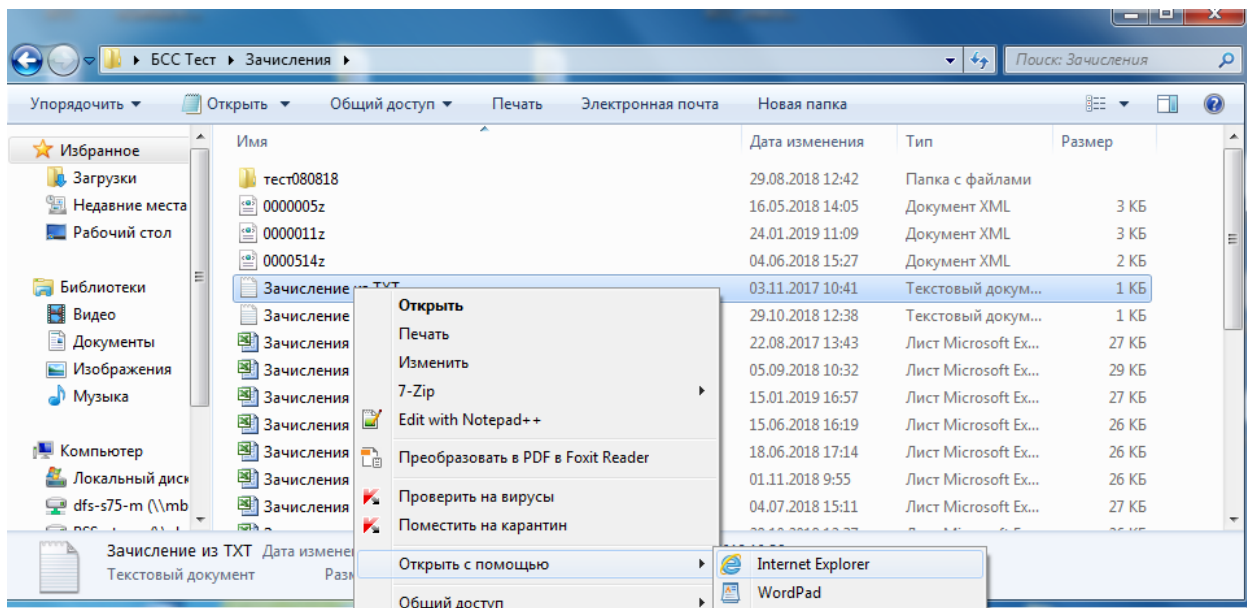 БСС Тест ▸ Зачисления ▸
Поиск: Зачисления
Упорядочить Открыть Общий доступ Печать Электронная почта Новая папка
Избранное
Загрузки
Недавние места
Рабочий стол
Библиотеки
Видео
Документы
Изображения
Музыка
Компьютер
Локальный диск
dfs-s75-m (\\mb
Имя Дата изменения Тип Размер
тест080818 29.08.2018 12:42 Папка с файлами
0000005z 16.05.2018 14:05 Документ XML 3 КБ
0000011z 24.01.2019 11:09 Документ XML 3 КБ
0000514z 04.06.2018 15:27 Документ XML 2 КБ
Зачисление из TXT 03.11.2017 10:41 Текстовый докум... 1 КБ
Зачисление 29.10.2018 12:38 Текстовый докум... 1 КБ
Зачисления 22.08.2017 13:43 Лист Microsoft Ex... 27 КБ
Зачисления 05.09.2018 10:32 Лист Microsoft Ex... 29 КБ
Зачисления 15.01.2019 16:57 Лист Microsoft Ex... 27 КБ
Зачисления 15.06.2018 16:19 Лист Microsoft Ex... 26 КБ
Зачисления 18.06.2018 17:14 Лист Microsoft Ex... 26 КБ
Зачисления 01.11.2018 9:55 Лист Microsoft Ex... 26 КБ
Зачисления 04.07.2018 15:11 Лист Microsoft Ex... 27 КБ
Открыть
Печать
Изменить
7-Zip
Edit with Notepad++
Преобразовать в PDF в Foxit Reader
Проверить на вирусы
Поместить на карантин
Открыть с помощью
Общий доступ
Internet Explorer
WordPad
Зачисление из TXT Дата измене
Текстовый документ Разм